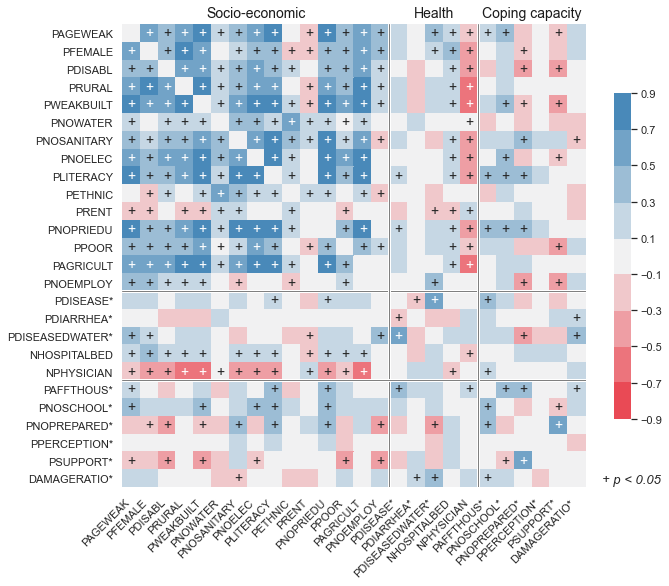 Socio-economic Health Coping capacity
PAGEWEAK
PFEMALE
PDISABL
PRURAL
PWEAKBUILT
PNOWATER
PNOSANITARY
PNOELEC
PLITERACY
PETHNIC
PRENT
PNOPRIEDU
PPOOR
PAGRICULT
PNOEMPLOY
PDISEASE*
PDIARRHEA*
PDISEASEDWATER*
NHOSPITALBED
NPHYSICIAN
PAFFTHOUS*
PNOSCHOOL*
PNOPREPARED*
PPERCEPTION*
PSUPPORT*
DAMAGERATIO*
0.9
0.7
0.5
0.3
0.1
−0.1
−0.3
−0.5
−0.7
−0.9
+ p < 0.05
PAGEWEAK
PFEMALE
PDISABL
PRURAL
PWEAKBUILT
PNOWATER
PNOSANITARY
PNOELEC
PLITERACY
PETHNIC
PRENT
PNOPRIEDU
PPOOR
PAGRICULT
PNOEMPLOY
PDISEASE*
PDIARRHEA*
PDISEASEDWATER*
NHOSPITALBED
NPHYSICIAN
PAFFTHOUS*
PNOSCHOOL*
PNOPREPARED*
PPERCEPTION*
PSUPPORT*
DAMAGERATIO*